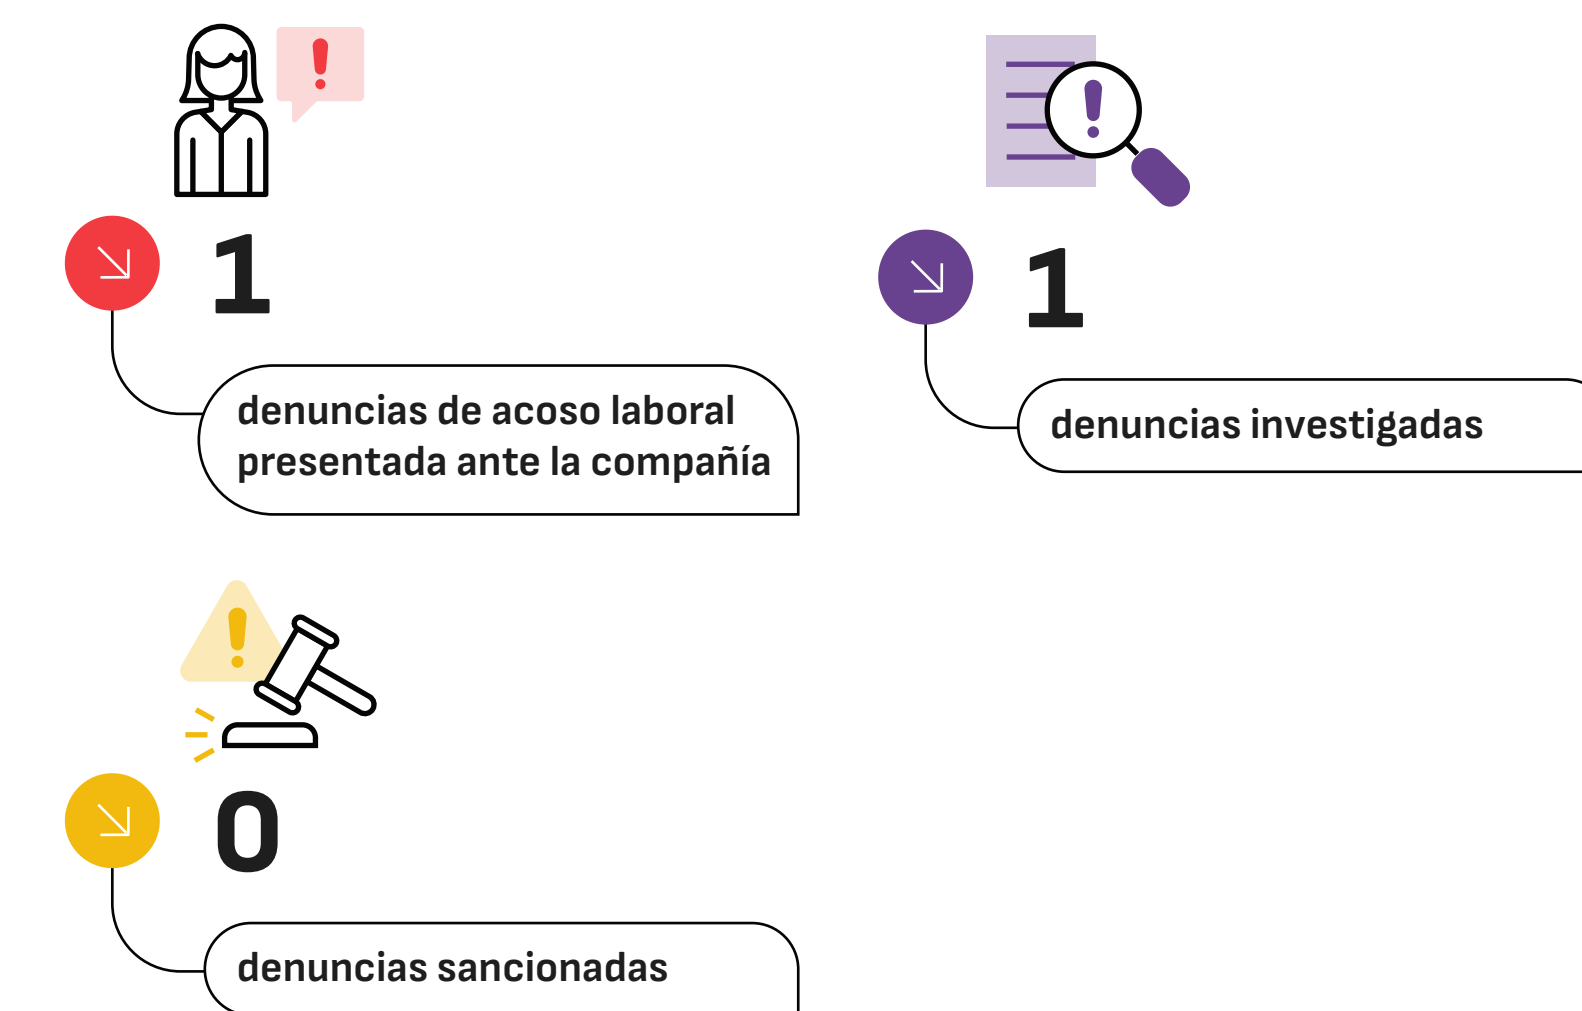 1
denuncias de acoso laboral
presentada ante la compañía
1
denuncias investigadas
0
denuncias sancionadas